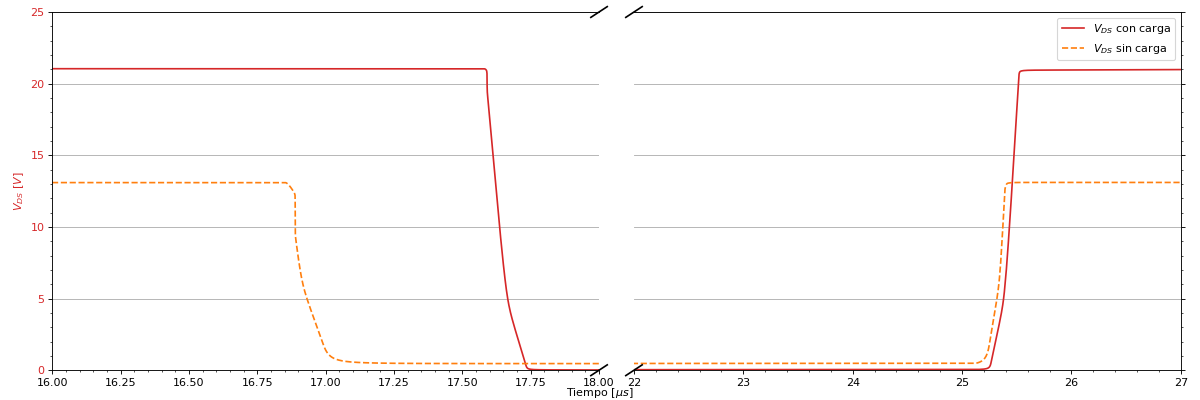 25
20
15
10
5
0
V_DS [V]
V_DS con carga
V_DS sin carga
16.00 16.25 16.50 16.75 17.00 17.25 17.50 17.75 18.00 22 23 24 25 26 27
Tiempo [μs]